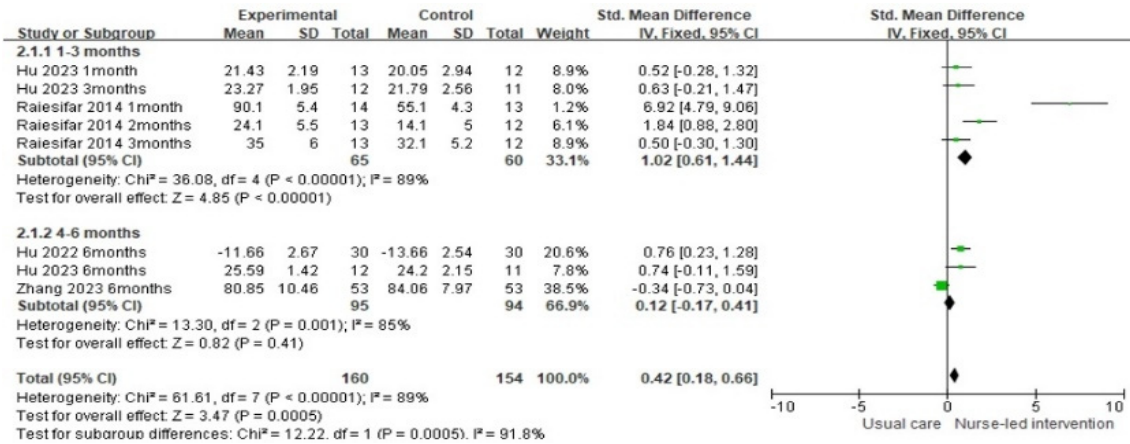 Experimental Control Std. Mean Difference Std. Mean Difference
Study or Subgroup Mean SD Total Mean SD Total Weight IV, Fixed, 95% CI IV, Fixed, 95% CI
2.1.1 1-3 months
Hu 2023 1month 21.43 2.19 13 20.05 2.94 12 8.9% 0.52 [-0.28, 1.32]
Hu 2023 3months 23.27 1.95 12 21.79 2.56 11 8.0% 0.63 [-0.21, 1.47]
Raiesifar 2014 1month 90.1 5.4 14 55.1 4.3 13 1.2% 6.92 [4.79, 9.06]
Raiesifar 2014 2months 24.1 5.5 13 14.1 5 12 6.1% 1.84 [0.88, 2.80]
Raiesifar 2014 3months 35 6 13 32.1 5.2 12 8.9% 0.50 [-0.30, 1.30]
Subtotal (95% CI) 65 60 33.1% 1.02 [0.61, 1.44]
Heterogeneity: Chi² = 36.08, df = 4 (P < 0.00001); I² = 89%
Test for overall effect: Z = 4.85 (P < 0.00001)
2.1.2 4-6 months
Hu 2022 6months -11.66 2.67 30 -13.66 2.54 30 20.6% 0.76 [0.23, 1.28]
Hu 2023 6months 25.59 1.42 12 24.2 2.15 11 7.8% 0.74 [-0.11, 1.59]
Zhang 2023 6months 80.85 10.46 53 84.06 7.97 53 38.5% -0.34 [-0.73, 0.04]
Subtotal (95% CI) 95 94 66.9% 0.12 [-0.17, 0.41]
Heterogeneity: Chi² = 13.30, df = 2 (P = 0.001); I² = 85%
Test for overall effect: Z = 0.82 (P = 0.41)
Total (95% CI) 160 154 100.0% 0.42 [0.18, 0.66]
Heterogeneity: Chi² = 61.61, df = 7 (P < 0.00001); I² = 89%
Test for overall effect: Z = 3.47 (P = 0.0005)
Test for subgroup differences: Chi² = 12.22, df = 1 (P = 0.0005), I² = 91.8%
-10 -5 0 5 10
Usual care Nurse-led intervention